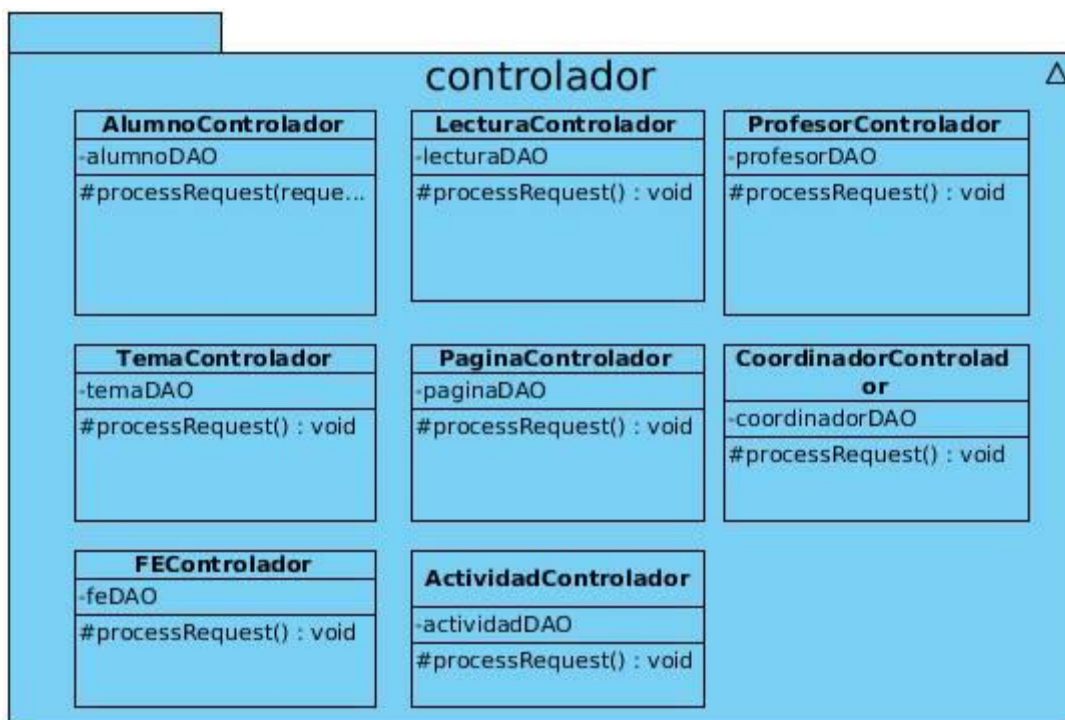 controlador
AlumnoControlador
-alumnoDAO
#processRequest(reque...
LecturaControlador
-lecturaDAO
#processRequest() : void
ProfesorControlador
-profesorDAO
#processRequest() : void
TemaControlador
-temaDAO
#processRequest() : void
PaginaControlador
-paginaDAO
#processRequest() : void
CoordinadorControlad
or
-coordinadorDAO
#processRequest() : void
FEControlador
-feDAO
#processRequest() : void
ActividadControlador
-actividadDAO
#processRequest() : void